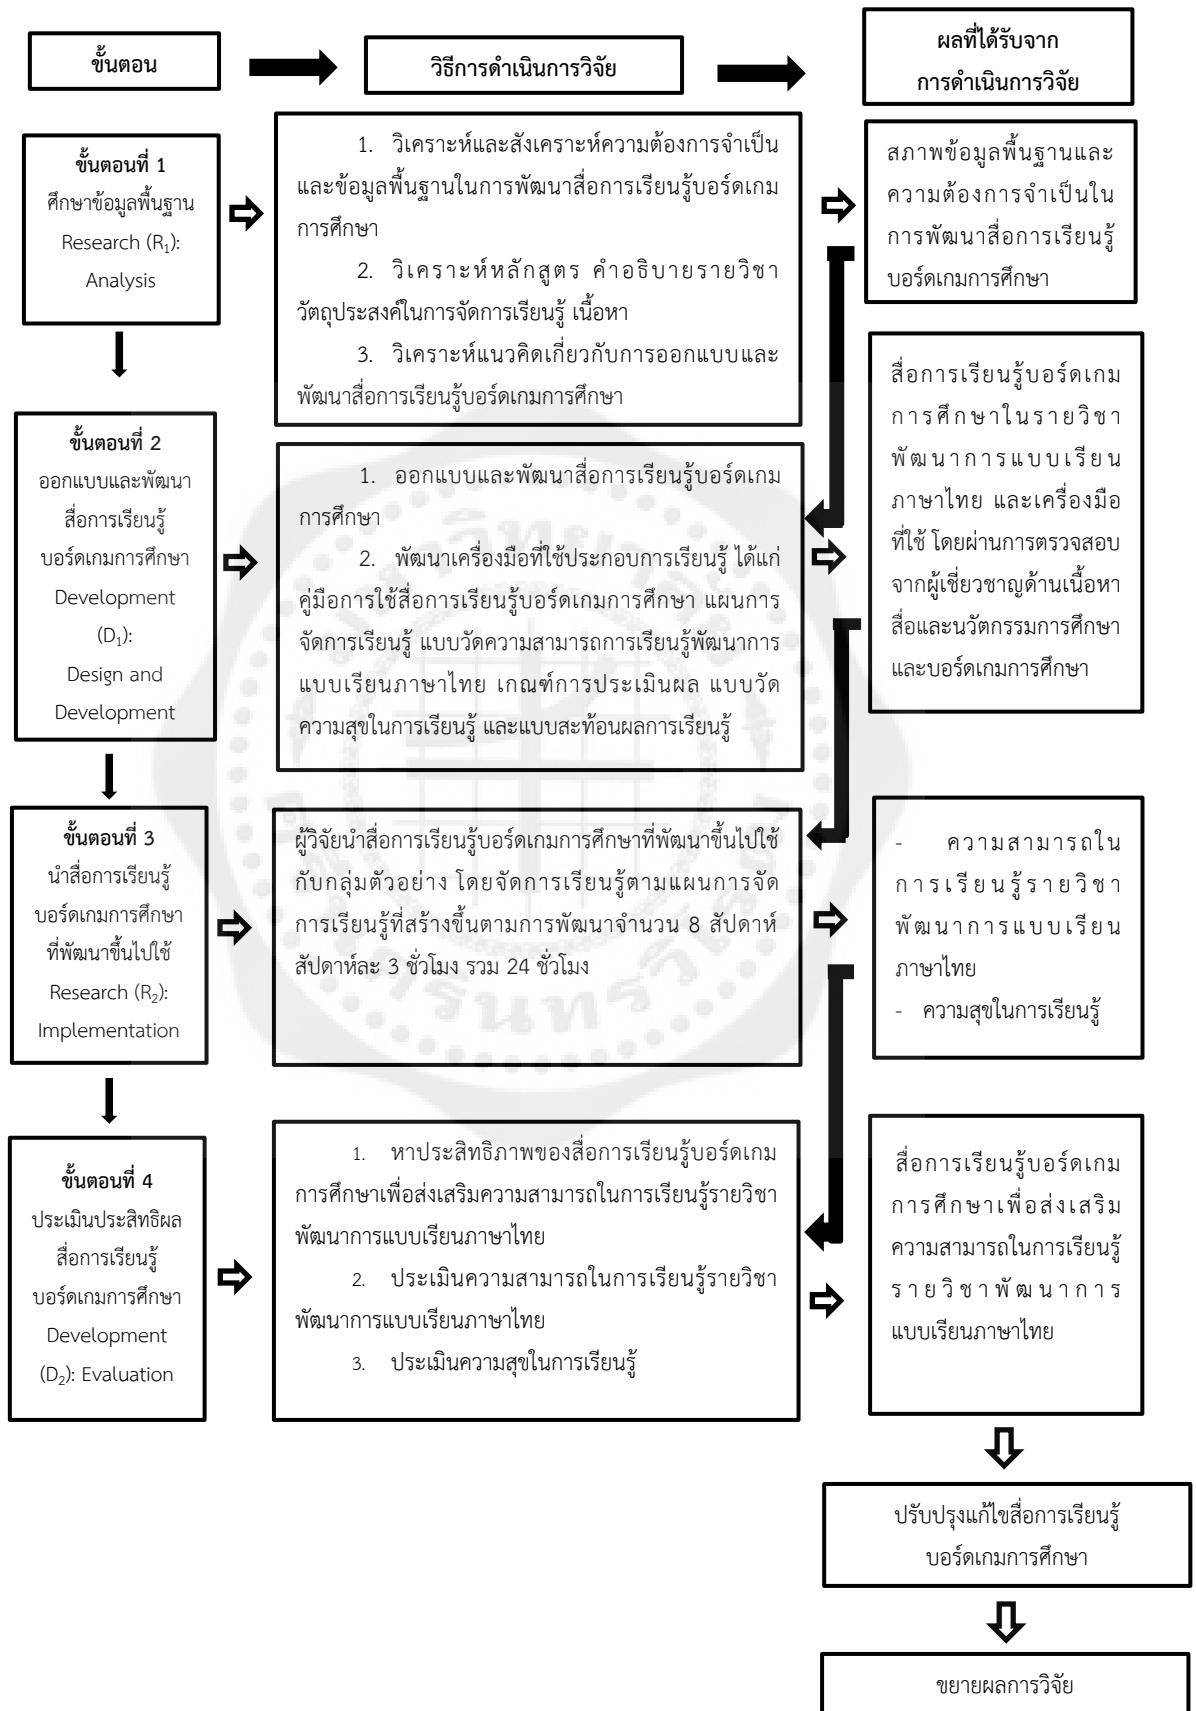 ขั้นตอน
วิธีการดำเนินการวิจัย
ผลที่ได้รับจาก
การดำเนินการวิจัย
ขั้นตอนที่ 1
ศึกษาข้อมูลพื้นฐาน
Research (R₁):
Analysis
1. วิเคราะห์และสังเคราะห์ความต้องการจำเป็น
และข้อมูลพื้นฐานในการพัฒนาสื่อการเรียนรู้บอร์ดเกม
การศึกษา
2. วิเคราะห์หลักสูตร คำอธิบายรายวิชา
วัตถุประสงค์ในการจัดการเรียนรู้ เนื้อหา
3. วิเคราะห์แนวคิดเกี่ยวกับการออกแบบและ
พัฒนาสื่อการเรียนรู้บอร์ดเกมการศึกษา
สภาพข้อมูลพื้นฐานและ
ความต้องการจำเป็นใน
การพัฒนาสื่อการเรียนรู้
บอร์ดเกมการศึกษา
ขั้นตอนที่ 2
ออกแบบและพัฒนา
สื่อการเรียนรู้
บอร์ดเกมการศึกษา
Development
(D₁):
Design and
Development
1. ออกแบบและพัฒนาสื่อการเรียนรู้บอร์ดเกม
การศึกษา
2. พัฒนาเครื่องมือที่ใช้ประกอบการเรียนรู้ ได้แก่
คู่มือการใช้สื่อการเรียนรู้บอร์ดเกมการศึกษา แผนการ
จัดการเรียนรู้ แบบวัดความสามารถการเรียนรู้พัฒนาการ
แบบเรียนภาษาไทย เกณฑ์การประเมินผล แบบวัด
ความสุขในการเรียนรู้ และแบบสะท้อนผลการเรียนรู้
สื่อการเรียนรู้บอร์ดเกม
การศึกษาในรายวิชา
พัฒนาการแบบเรียน
ภาษาไทย และเครื่องมือ
ที่ใช้ โดยผ่านการตรวจสอบ
จากผู้เชี่ยวชาญด้านเนื้อหา
สื่อและนวัตกรรมการศึกษา
และบอร์ดเกมการศึกษา
ขั้นตอนที่ 3
นำสื่อการเรียนรู้
บอร์ดเกมการศึกษา
ที่พัฒนาขึ้นไปใช้
Research (R₂):
Implementation
ผู้วิจัยนำสื่อการเรียนรู้บอร์ดเกมการศึกษาที่พัฒนาขึ้นไปใช้
กับกลุ่มตัวอย่าง โดยจัดการเรียนรู้ตามแผนการจัด
การเรียนรู้ที่สร้างขึ้นตามการพัฒนาจำนวน 8 สัปดาห์
สัปดาห์ละ 3 ชั่วโมง รวม 24 ชั่วโมง
- ความสามารถใน
การเรียนรู้รายวิชา
พัฒนาการแบบเรียน
ภาษาไทย
- ความสุขในการเรียนรู้
ขั้นตอนที่ 4
ประเมินประสิทธิผล
สื่อการเรียนรู้
บอร์ดเกมการศึกษา
Development
(D₂): Evaluation
1. หาประสิทธิภาพของสื่อการเรียนรู้บอร์ดเกม
การศึกษาเพื่อส่งเสริมความสามารถในการเรียนรู้รายวิชา
พัฒนาการแบบเรียนภาษาไทย
2. ประเมินความสามารถในการเรียนรู้รายวิชา
พัฒนาการแบบเรียนภาษาไทย
3. ประเมินความสุขในการเรียนรู้
สื่อการเรียนรู้บอร์ดเกม
การศึกษาเพื่อส่งเสริม
ความสามารถในการเรียนรู้
รายวิชาพัฒนาการ
แบบเรียนภาษาไทย
ปรับปรุงแก้ไขสื่อการเรียนรู้
บอร์ดเกมการศึกษา
ขยายผลการวิจัย